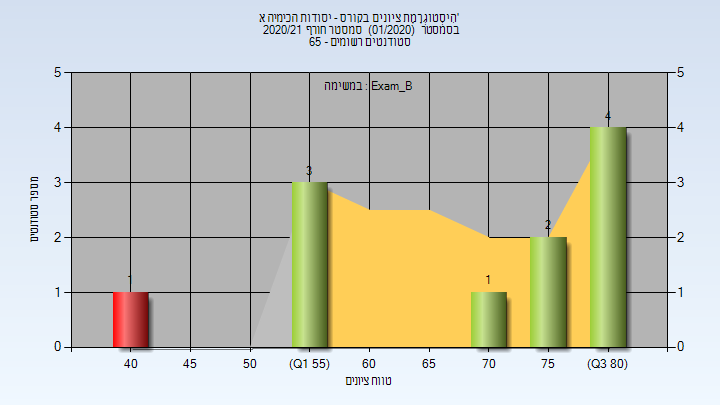 היסטוגרמת ציונים בקורס - יסודות הכימיה א'
בסמסטר (01/2020) סמסטר חורף 2020/21
סטודנטים רשומים - 65
במשימה : Exam_B
5 5
4 4
3 3
2 2
1 1
0 0
מספר סטודנטים
1 3 1 2 4
40 45 50 (Q1 55) 60 65 70 75 (Q3 80)
טווח ציונים